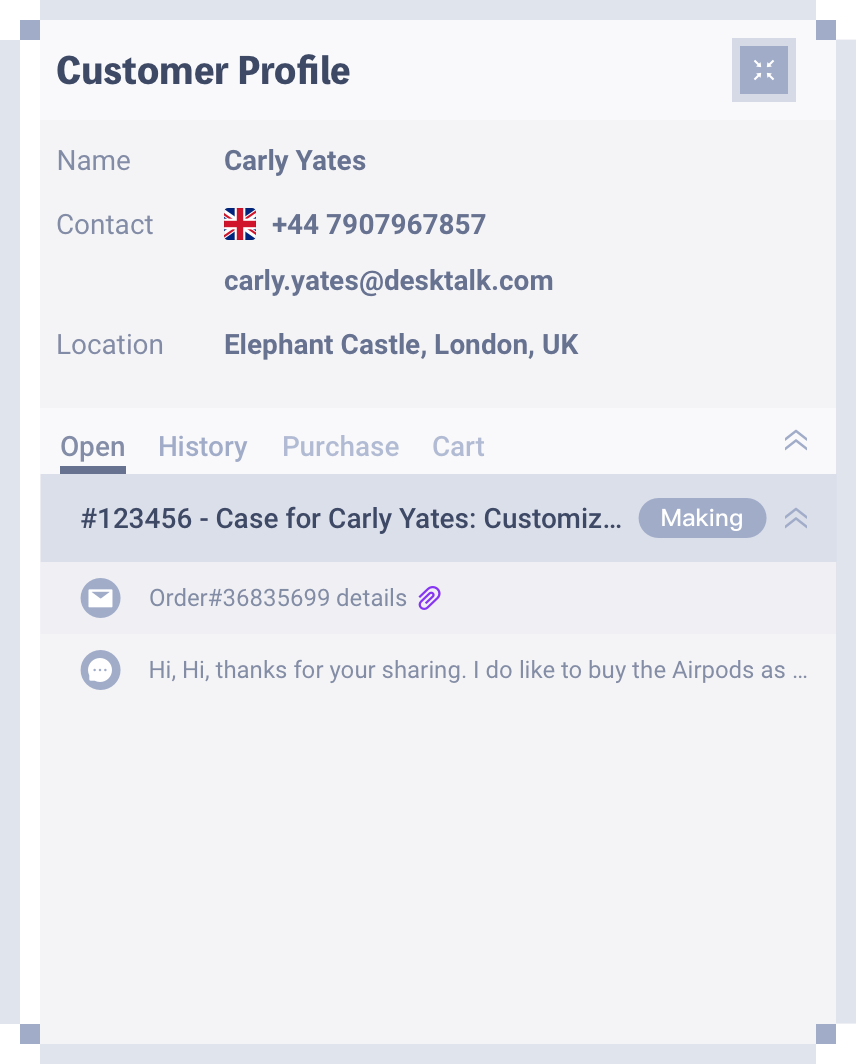 Customer Profile
Name Carly Yates
Contact +44 7907967857
carly.yates@desktalk.com
Location Elephant Castle, London, UK
Open History Purchase Cart
#123456 - Case for Carly Yates: Customiz... Making
Order#36835699 details
Hi, Hi, thanks for your sharing. I do like to buy the Airpods as ...